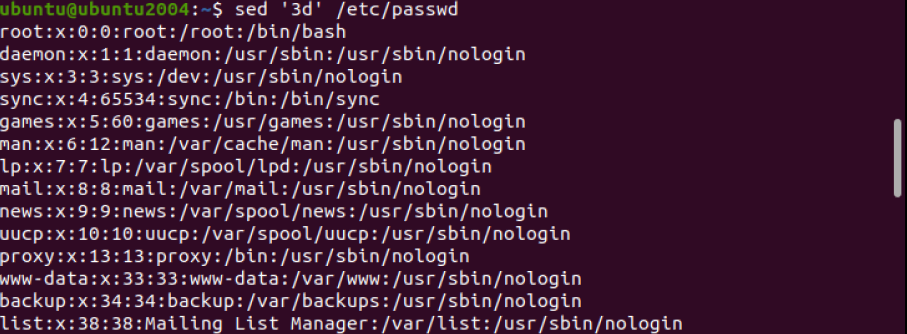 ubuntu@ubuntu2004:~$ sed '3d' /etc/passwd
root:x:0:0:root:/root:/bin/bash
daemon:x:1:1:daemon:/usr/sbin:/usr/sbin/nologin
sys:x:3:3:sys:/dev:/usr/sbin/nologin
sync:x:4:65534:sync:/bin:/bin/sync
games:x:5:60:games:/usr/games:/usr/sbin/nologin
man:x:6:12:man:/var/cache/man:/usr/sbin/nologin
lp:x:7:7:lp:/var/spool/lpd:/usr/sbin/nologin
mail:x:8:8:mail:/var/mail:/usr/sbin/nologin
news:x:9:9:news:/var/spool/news:/usr/sbin/nologin
uucp:x:10:10:uucp:/var/spool/uucp:/usr/sbin/nologin
proxy:x:13:13:proxy:/bin:/usr/sbin/nologin
www-data:x:33:33:www-data:/var/www:/usr/sbin/nologin
backup:x:34:34:backup:/var/backups:/usr/sbin/nologin
list:x:38:38:Mailing List Manager:/var/list:/usr/sbin/nologin